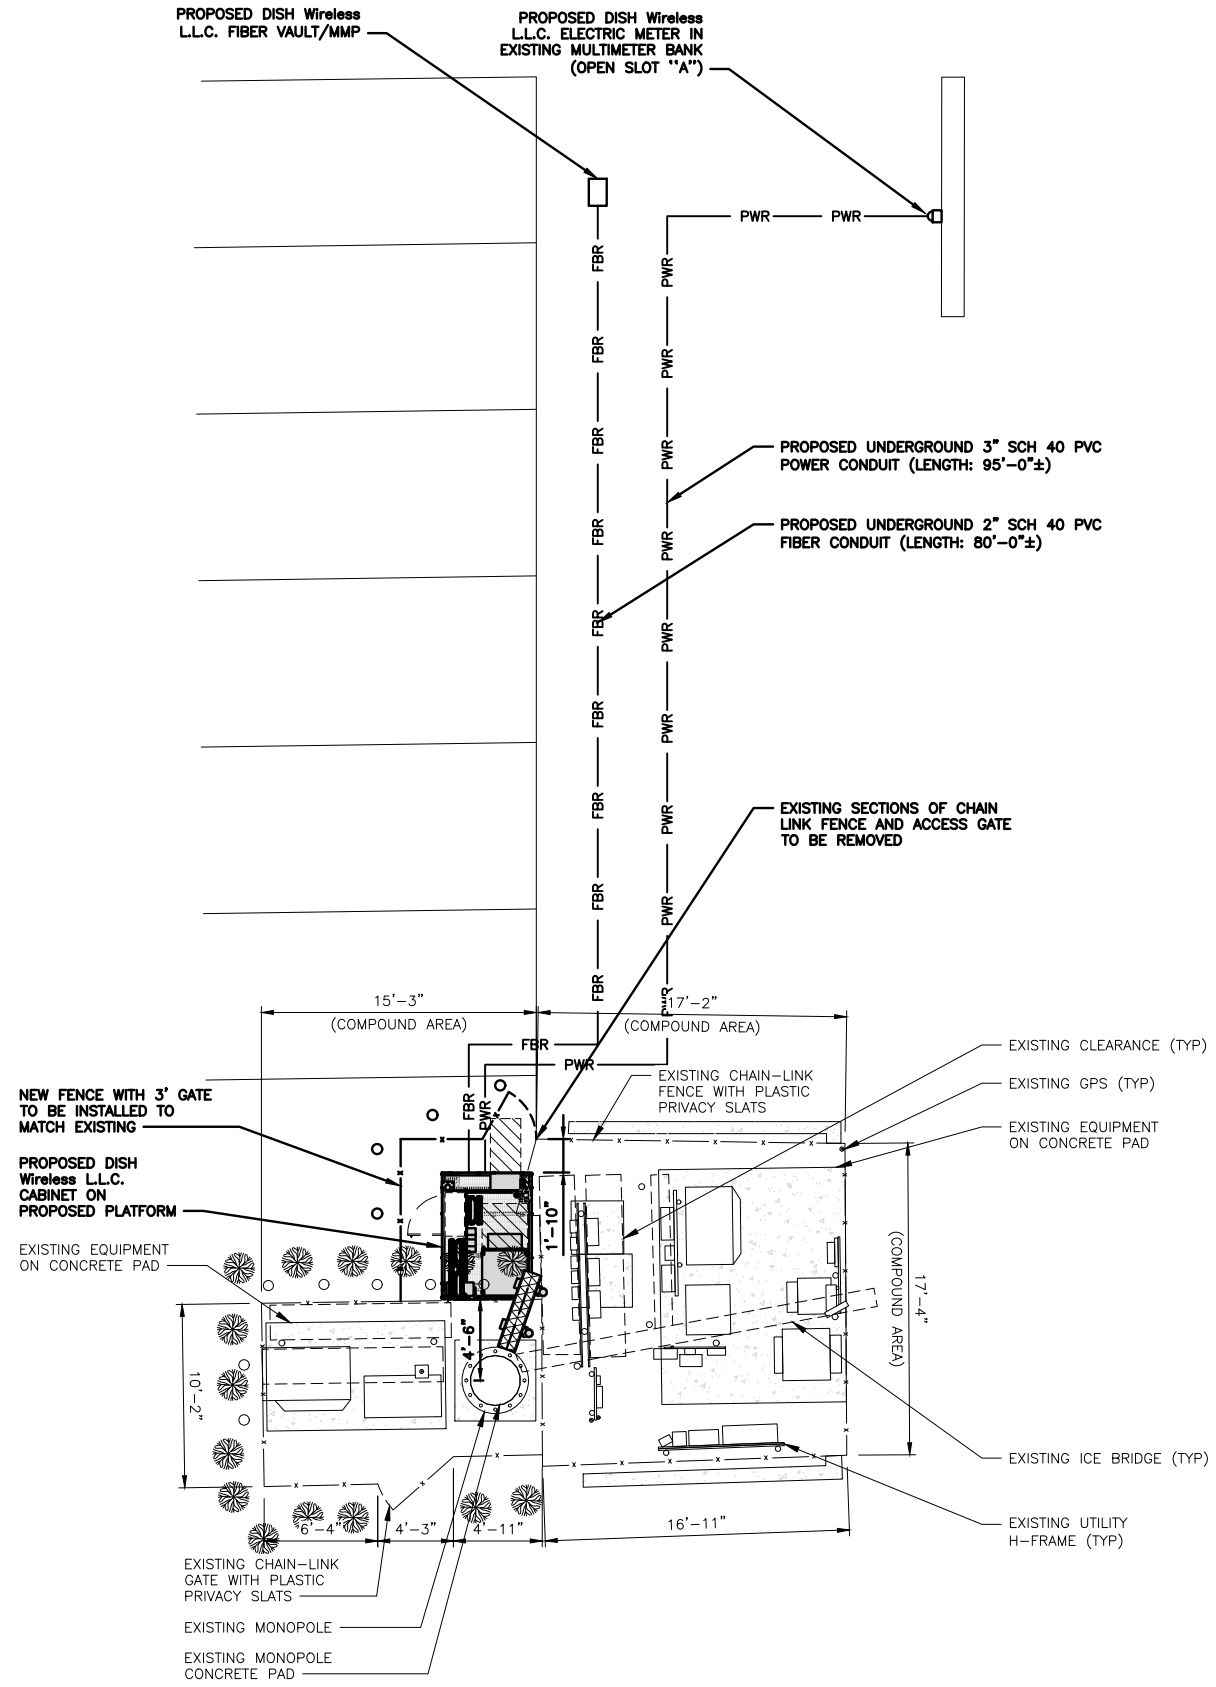 PROPOSED DISH Wireless
L.L.C. FIBER VAULT/MMP
PROPOSED DISH Wireless
L.L.C. ELECTRIC METER IN
EXISTING MULTIMETER BANK
(OPEN SLOT "A")
PWR
PWR
FBR
PWR
FBR
PWR
FBR
PWR
PROPOSED UNDERGROUND 3" SCH 40 PVC
POWER CONDUIT (LENGTH: 95'-0"±)
FBR
PWR
PROPOSED UNDERGROUND 2" SCH 40 PVC
FIBER CONDUIT (LENGTH: 80'-0"±)
FBR
PWR
FBR
PWR
FBR
PWR
EXISTING SECTIONS OF CHAIN
LINK FENCE AND ACCESS GATE
TO BE REMOVED
FBR
PWR
FBR
PWR
15'-3"
(COMPOUND AREA)
17'-2"
(COMPOUND AREA)
FBR
PWR
FBR
PWR
EXISTING CLEARANCE (TYP)
EXISTING GPS (TYP)
EXISTING CHAIN-LINK
FENCE WITH PLASTIC
PRIVACY SLATS
NEW FENCE WITH 3' GATE
TO BE INSTALLED TO
MATCH EXISTING
EXISTING EQUIPMENT
ON CONCRETE PAD
PROPOSED DISH
Wireless L.L.C.
CABINET ON
PROPOSED PLATFORM
1'-10"
EXISTING EQUIPMENT
ON CONCRETE PAD
17'-4"
(COMPOUND AREA)
4'-6"
10'-2"
EXISTING ICE BRIDGE (TYP)
6'-4"
4'-3"
4'-11"
16'-11"
EXISTING UTILITY
H-FRAME (TYP)
EXISTING CHAIN-LINK
GATE WITH PLASTIC
PRIVACY SLATS
EXISTING MONOPOLE
EXISTING MONOPOLE
CONCRETE PAD